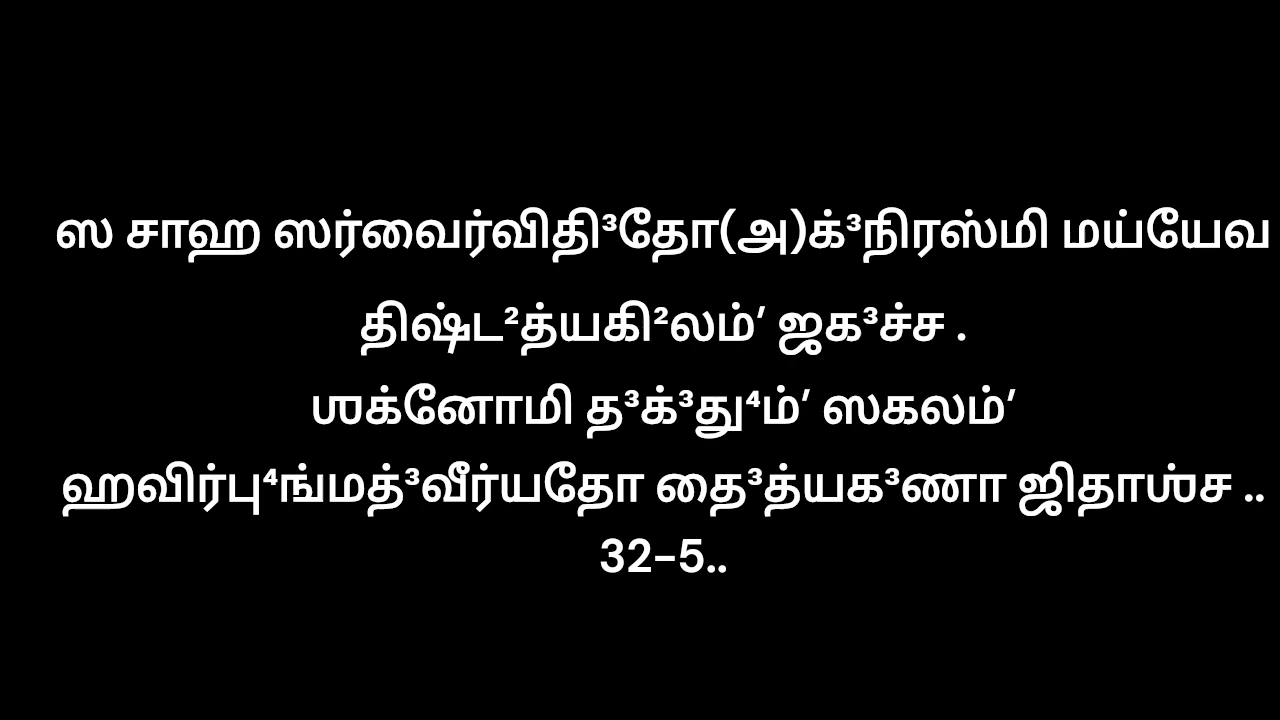 ஸ சாஹ ஸர்வைர்விதி³தோ(அ)க்³நிரஸ்மி மய்யேவ
திஷ்ட²த்யகி²லம்ʼ ஜக³ச்ச .
ஶக்னோமி த³க்³து⁴ம்ʼ ஸகலம்ʼ
ஹவிர்பு⁴ங்மத்³வீர்யதோ தை³த்யக³ணா ஜிதாஶ்ச ..
32-5..